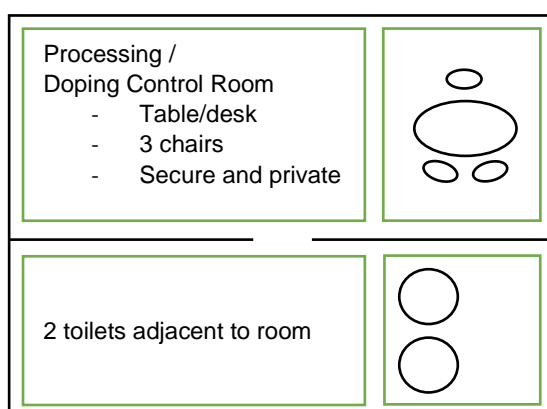 Processing /
Doping Control Room
- Table/desk
- 3 chairs
- Secure and private
2 toilets adjacent to room